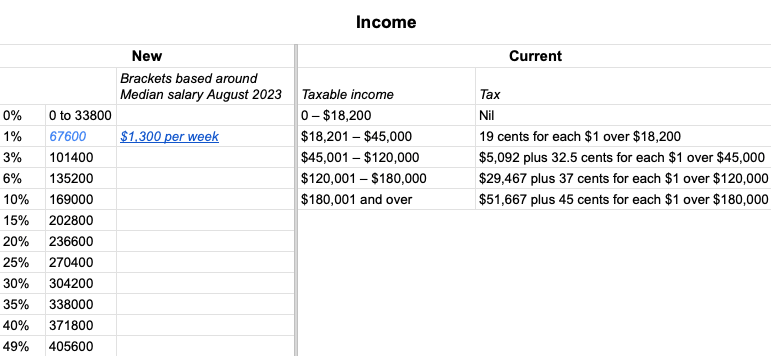 Income
New Current
Brackets based around
Median salary August 2023 Taxable income Tax
0% 0 to 33800 0 – $18,200 Nil
1% 67600 $1,300 per week $18,201 – $45,000 19 cents for each $1 over $18,200
3% 101400 $45,001 – $120,000 $5,092 plus 32.5 cents for each $1 over $45,000
6% 135200 $120,001 – $180,000 $29,467 plus 37 cents for each $1 over $120,000
10% 169000 $180,001 and over $51,667 plus 45 cents for each $1 over $180,000
15% 202800
20% 236600
25% 270400
30% 304200
35% 338000
40% 371800
49% 405600